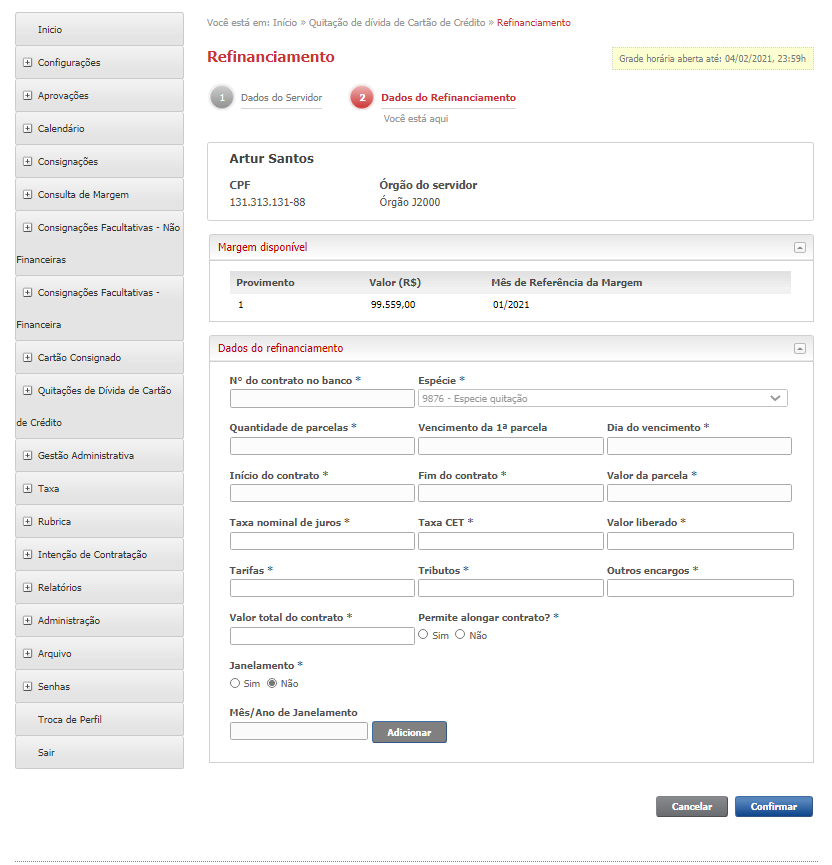 Inicio
Configurações
Aprovações
Calendário
Consignações
Consulta de Margem
Consignações Facultativas - Não
Financeiras
Consignações Facultativas -
Financeira
Cartão Consignado
Quitações de Dívida de Cartão
de Crédito
Gestão Administrativa
Taxa
Rubrica
Intenção de Contratação
Relatórios
Administração
Arquivo
Senhas
Troca de Perfil
Sair
Você está em: Início » Quitação de dívida de Cartão de Crédito » Refinanciamento
Refinanciamento
Grade horária aberta até: 04/02/2021, 23:59h
1 Dados do Servidor 2 Dados do Refinanciamento
Você está aqui
Artur Santos
CPF Órgão do servidor
131.313.131-88 Órgão J2000
Margem disponível
Provimento Valor (R$) Mês de Referência da Margem
1 99.559,00 01/2021
Dados do refinanciamento
Nº do contrato no banco * Espécie *
9876 - Especie quitação
Quantidade de parcelas * Vencimento da 1ª parcela Dia do vencimento *
Início do contrato * Fim do contrato * Valor da parcela *
Taxa nominal de juros * Taxa CET * Valor liberado *
Tarifas * Tributos * Outros encargos *
Valor total do contrato * Permite alongar contrato? *
Sim Não
Janelamento *
Sim Não
Mês/Ano de Janelamento
Adicionar
Cancelar Confirmar